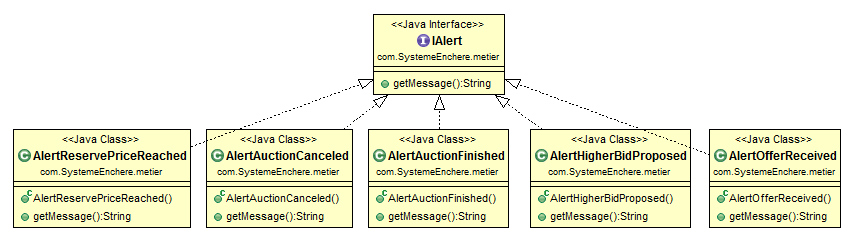 <<Java Interface>>
IAlert
com.SystemeEnchere.metier
getMessage():String
<<Java Class>>
AlertReservePriceReached
com.SystemeEnchere.metier
AlertReservePriceReached()
getMessage():String
<<Java Class>>
AlertAuctionCanceled
com.SystemeEnchere.metier
AlertAuctionCanceled()
getMessage():String
<<Java Class>>
AlertAuctionFinished
com.SystemeEnchere.metier
AlertAuctionFinished()
getMessage():String
<<Java Class>>
AlertHigherBidProposed
com.SystemeEnchere.metier
AlertHigherBidProposed()
getMessage():String
<<Java Class>>
AlertOfferReceived
com.SystemeEnchere.metier
AlertOfferReceived()
getMessage():String